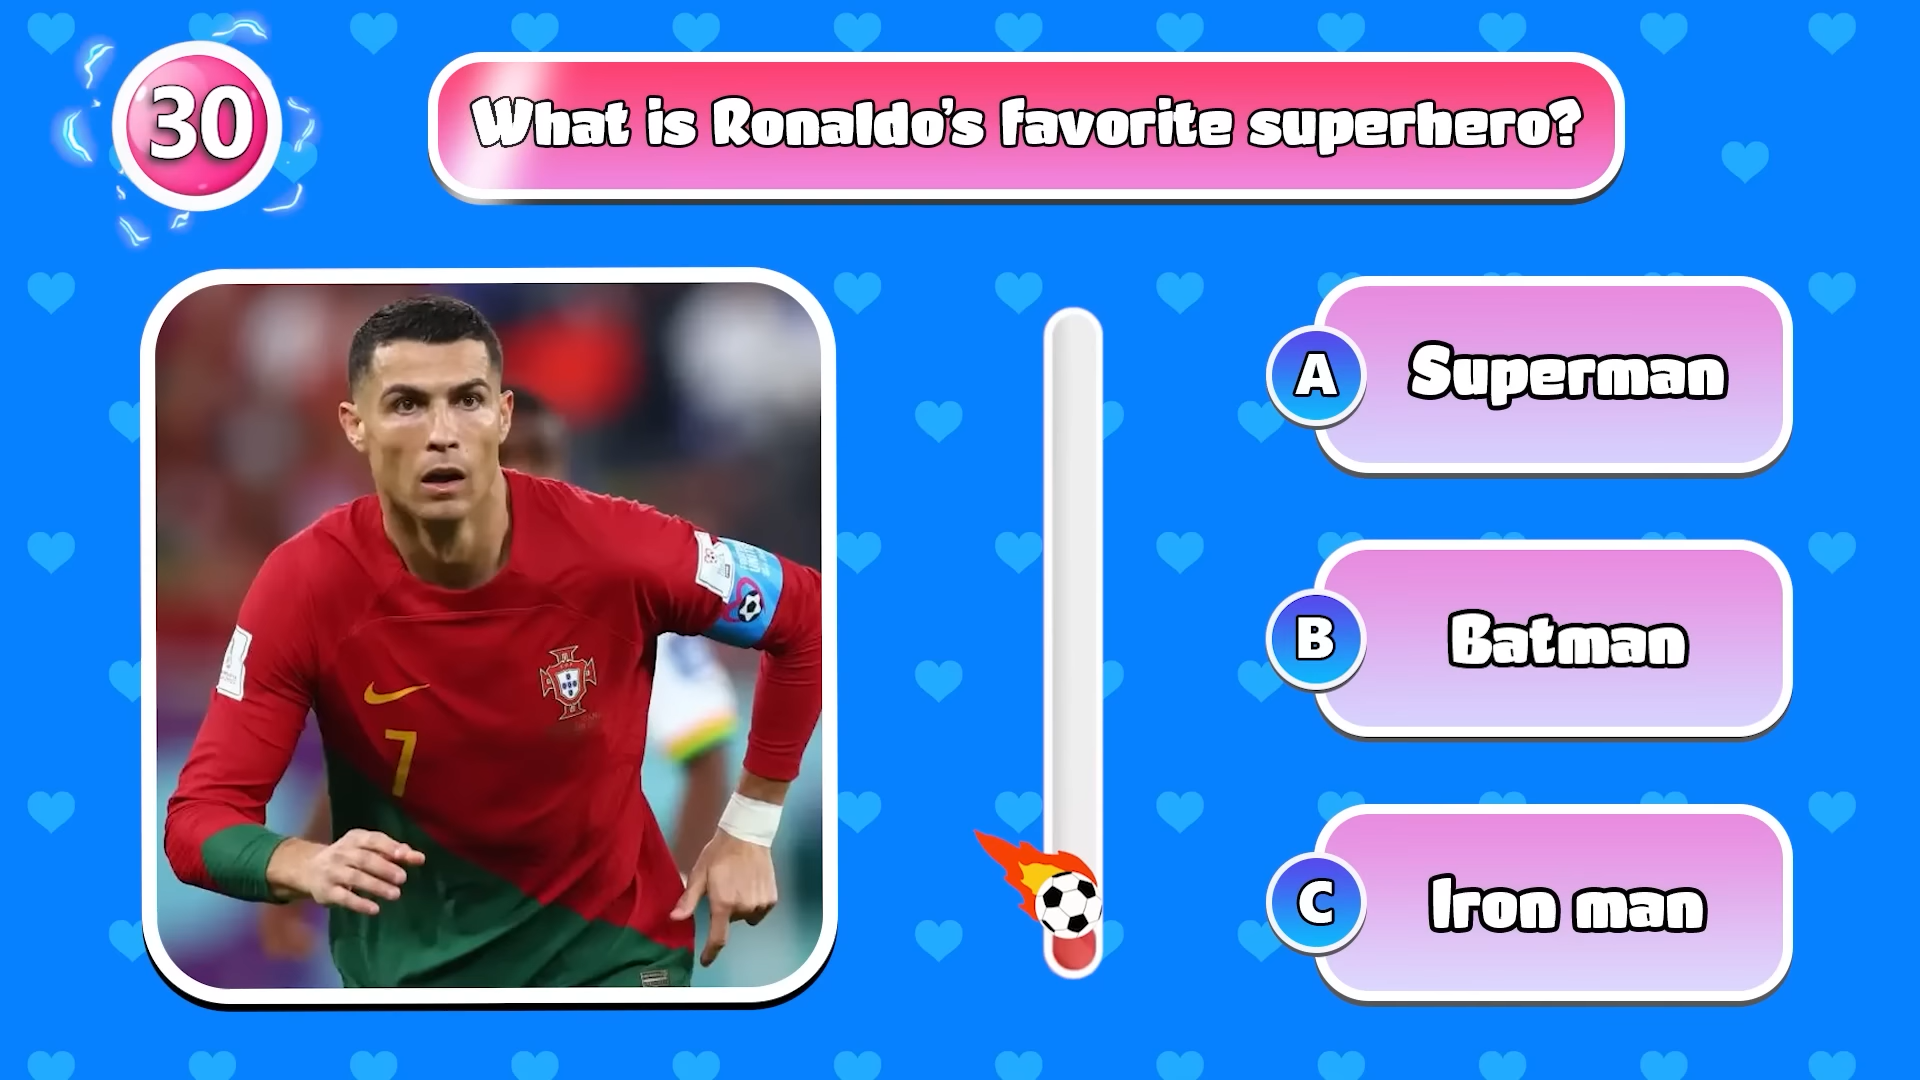 30
What is Ronaldo's favorite superhero?
A Superman
B Batman
C Iron man
7